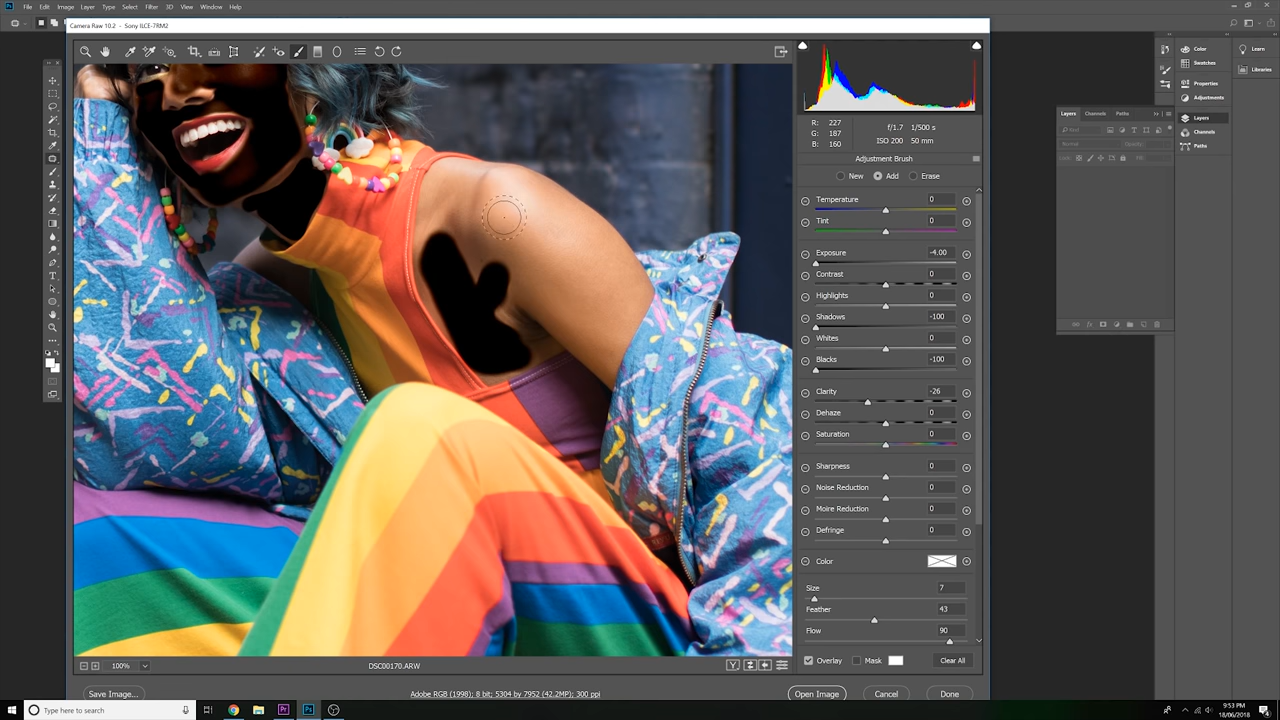 File Edit Image Layer Type Select Filter 3D View Window Help
Camera Raw 10.2 - Sony ILCE-7RM2
R: 227
G: 187
B: 160
f/1.7 1/500 s
ISO 200 50 mm
Adjustment Brush
New Add Erase
Temperature 0
Tint 0
Exposure -4.00
Contrast 0
Highlights 0
Shadows -100
Whites 0
Blacks -100
Clarity -26
Dehaze 0
Saturation 0
Sharpness 0
Noise Reduction 0
Moire Reduction 0
Defringe 0
Color
Size 7
Feather 43
Flow 90
Overlay Mask Clear All
100%
DSC00170.ARW
Save Image...
Adobe RGB (1998); 8 bit; 5304 by 7952 (42.2MP); 300 ppi
Open Image Cancel Done
Layers Channels Paths
Normal Opacity:
Lock: Fill:
Color
Swatches
Properties
Adjustments
Layers
Channels
Paths
Learn
Libraries
Type here to search
9:53 PM
18/06/2018